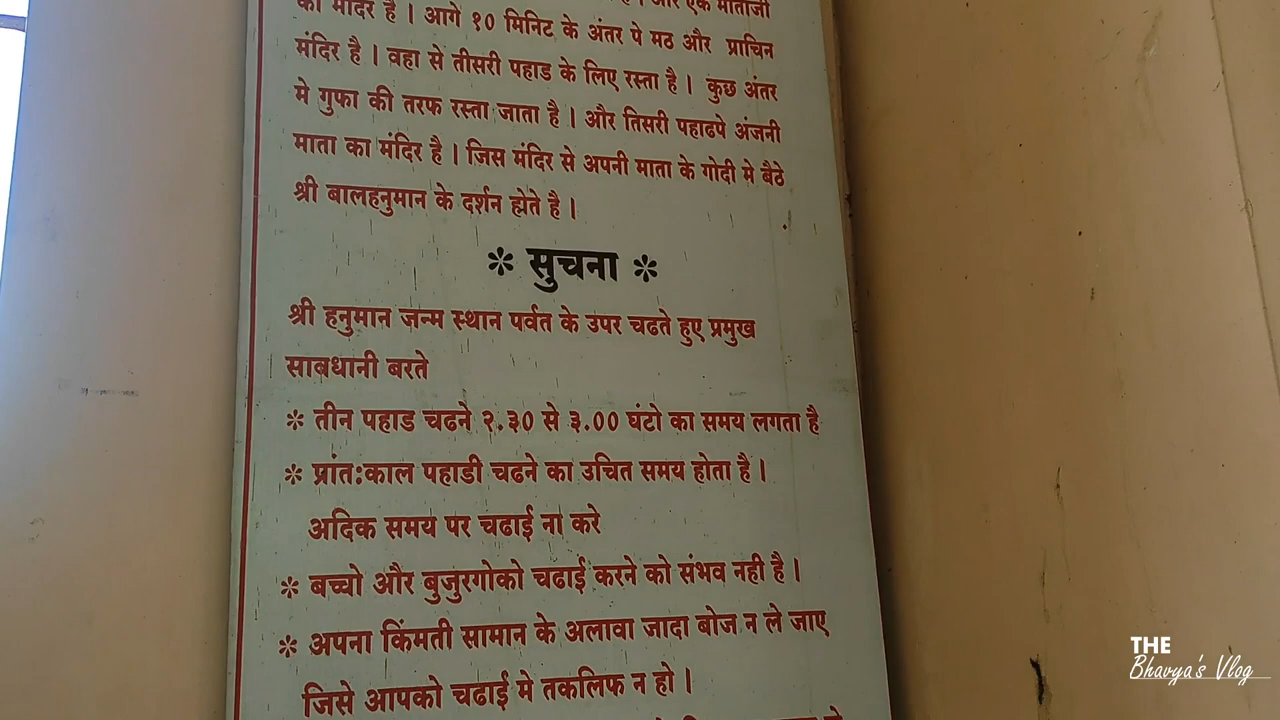 और एक माताजी
का मंदिर है । आगे १० मिनिट के अंतर पे मठ और प्राचिन
मंदिर है । वहा से तीसरी पहाड के लिए रस्ता है । कुछ अंतर
मे गुफा की तरफ रस्ता जाता है । और तिसरी पहाढपे अंजनी
माता का मंदिर है । जिस मंदिर से अपनी माता के गोदी मे बैठे
श्री बालहनुमान के दर्शन होते है ।
✻ सुचना ✻
श्री हनुमान जन्म स्थान पर्वत के उपर चढते हुए प्रमुख
सावधानी बरते
✻ तीन पहाड चढने २.३० से ३.०० घंटो का समय लगता है
✻ प्रांत:काल पहाडी चढने का उचित समय होता है ।
अदिक समय पर चढाई ना करे
✻ बच्चो और बुजुरगोको चढाई करने को संभव नही है ।
✻ अपना किंमती सामान के अलावा जादा बोज न ले जाए
जिसे आपको चढाई मे तकलिफ न हो ।
THE
Bhavya's Vlog